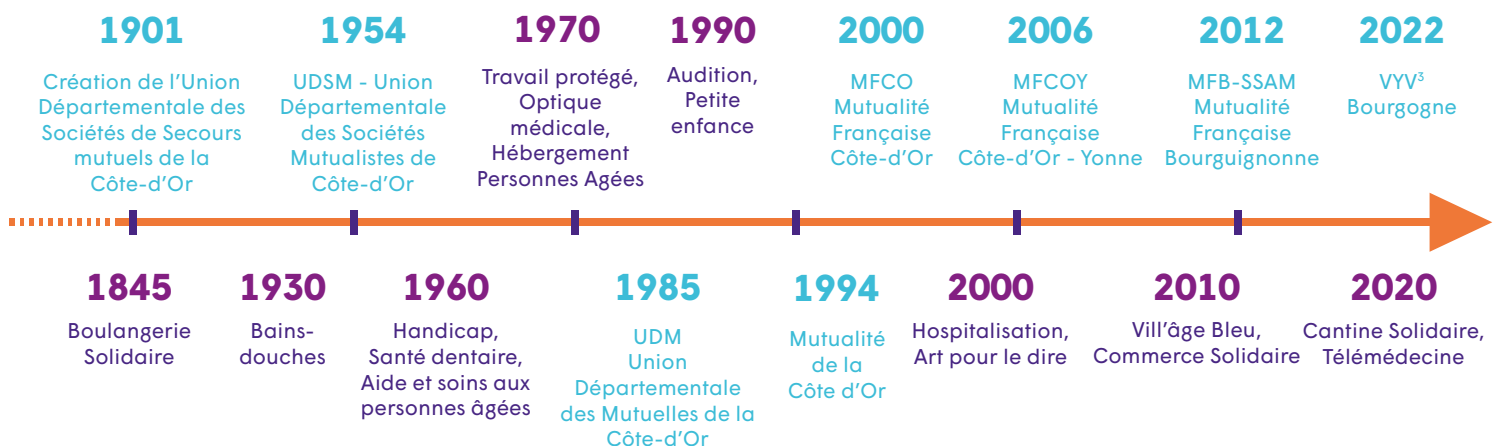 1901
Création de l'Union
Départementale des
Sociétés de Secours
mutuels de la
Côte-d'Or
1954
UDSM - Union
Départementale
des Sociétés
Mutualistes de
Côte-d'Or
1970
Travail protégé,
Optique
médicale,
Hébergement
Personnes Agées
1990
Audition,
Petite
enfance
2000
MFCO
Mutualité
Française
Côte-d'Or
2006
MFCOY
Mutualité
Française
Côte-d'Or - Yonne
2012
MFB-SSAM
Mutualité
Française
Bourguignonne
2022
VYV³
Bourgogne
1845
Boulangerie
Solidaire
1930
Bains-
douches
1960
Handicap,
Santé dentaire,
Aide et soins aux
personnes âgées
1985
UDM
Union
Départementale
des Mutuelles de la
Côte-d'Or
1994
Mutualité
de la
Côte d'Or
2000
Hospitalisation,
Art pour le dire
2010
Vill'âge Bleu,
Commerce Solidaire
2020
Cantine Solidaire,
Télémédecine